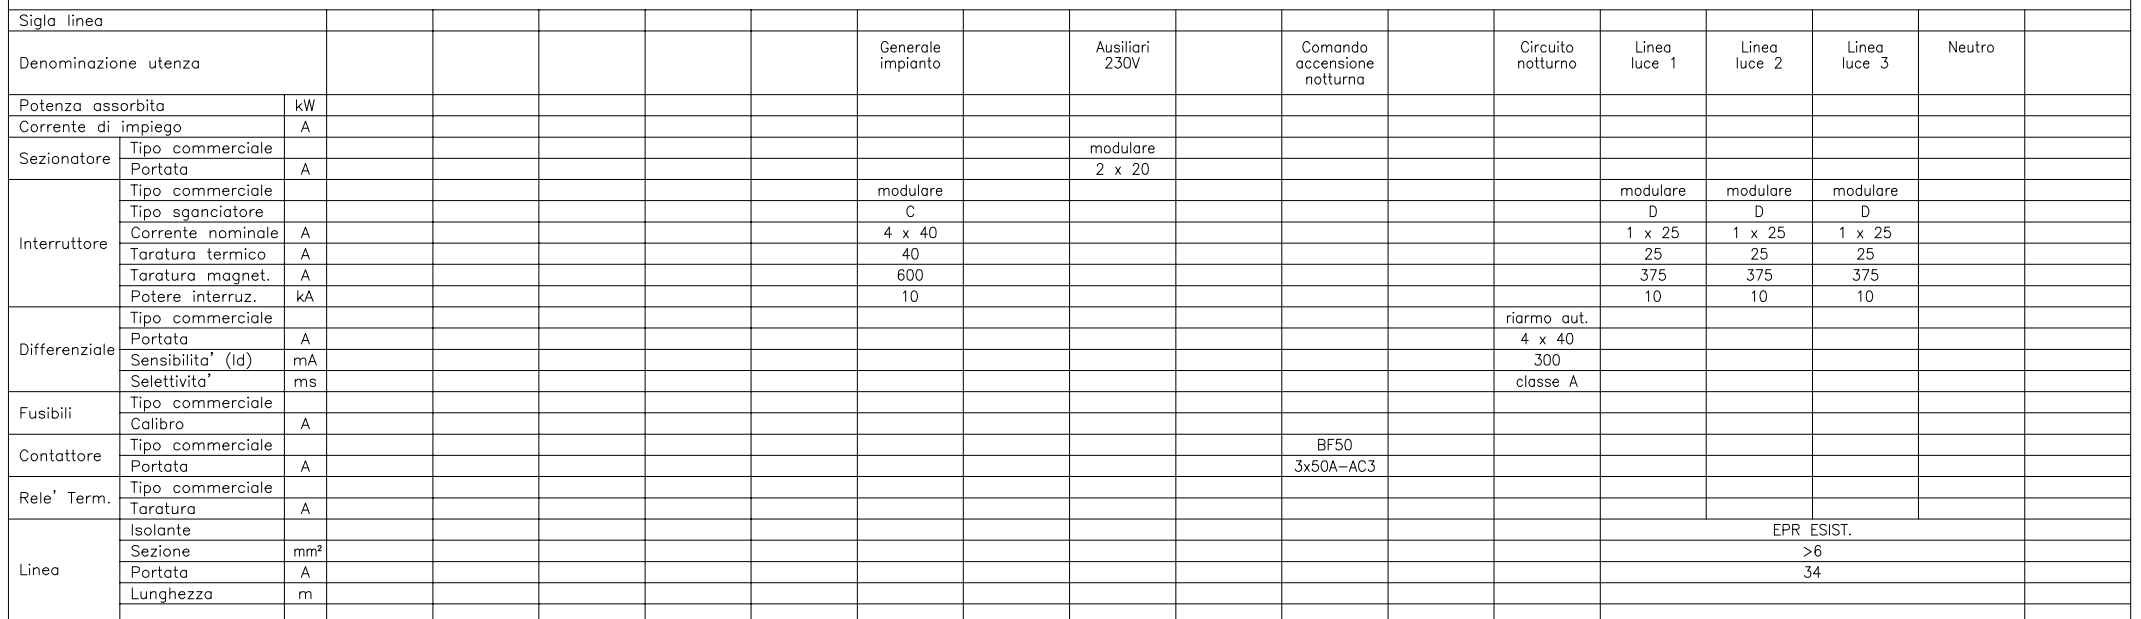 Sigla linea
Denominazione utenza
Generale impianto
Ausiliari 230V
Comando accensione notturna
Circuito notturno
Linea luce 1
Linea luce 2
Linea luce 3
Neutro
Potenza assorbita kW
Corrente di impiego A
Sezionatore
Tipo commerciale modulare
Portata A 2 x 20
Interruttore
Tipo commerciale modulare modulare modulare modulare
Tipo sganciatore C D D D
Corrente nominale A 4 x 40 1 x 25 1 x 25 1 x 25
Taratura termico A 40 25 25 25
Taratura magnet. A 600 375 375 375
Potere interruz. kA 10 10 10 10
Differenziale
Tipo commerciale riarmo aut.
Portata A 4 x 40
Sensibilita' (Id) mA 300
Selettivita' ms classe A
Fusibili
Tipo commerciale
Calibro A
Contattore
Tipo commerciale BF50
Portata A 3x50A-AC3
Rele' Term.
Tipo commerciale
Taratura A
Linea
Isolante EPR ESIST.
Sezione mm² >6
Portata A 34
Lunghezza m